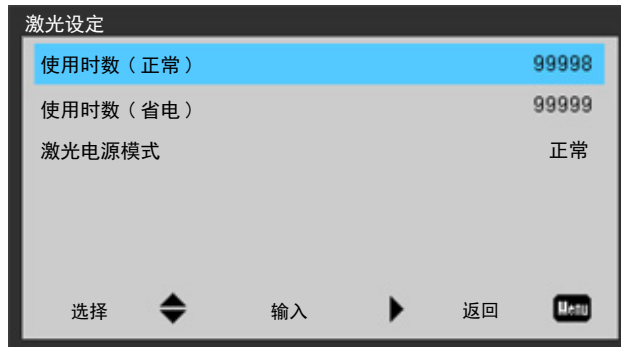 激光设定
使用时数（正常） 99998
使用时数（省电） 99999
激光电源模式 正常
选择 输入 返回 Menu